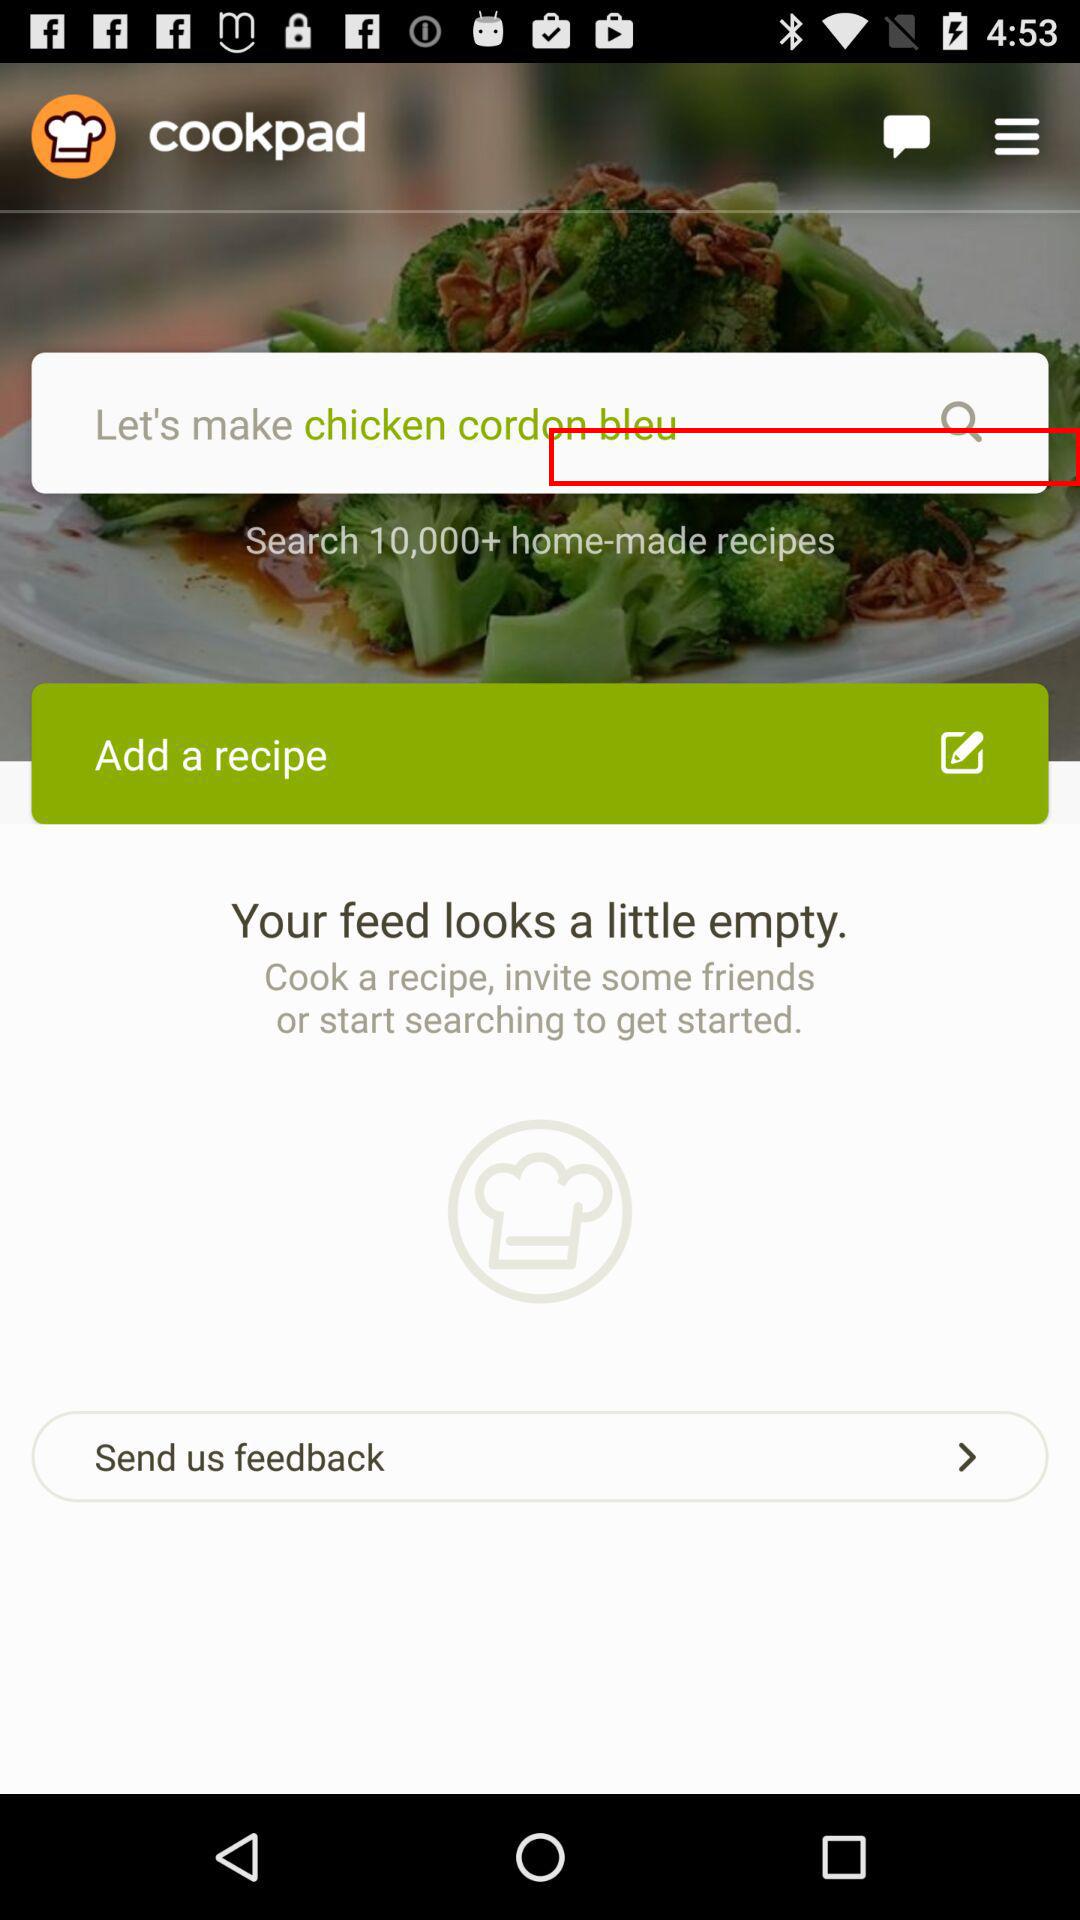 4:53
cookpad
Let's make chicken cordon bleu
Search 10,000+ home-made recipes
Add a recipe
Your feed looks a little empty.
Cook a recipe, invite some friends
or start searching to get started.
Send us feedback